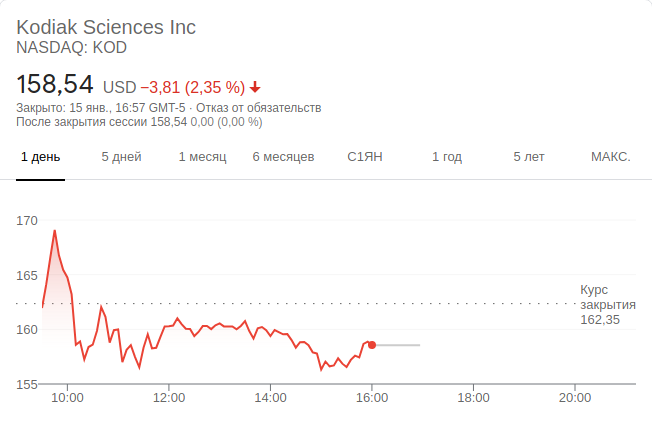 Kodiak Sciences Inc
NASDAQ: KOD
158,54 USD −3,81 (2,35 %)
Закрыто: 15 янв., 16:57 GMT-5 · Отказ от обязательств
После закрытия сессии 158,54 0,00 (0,00 %)
1 день 5 дней 1 месяц 6 месяцев С1ЯН 1 год 5 лет МАКС.
170
165
Курс
закрытия
162,35
160
155
10:00 12:00 14:00 16:00 18:00 20:00